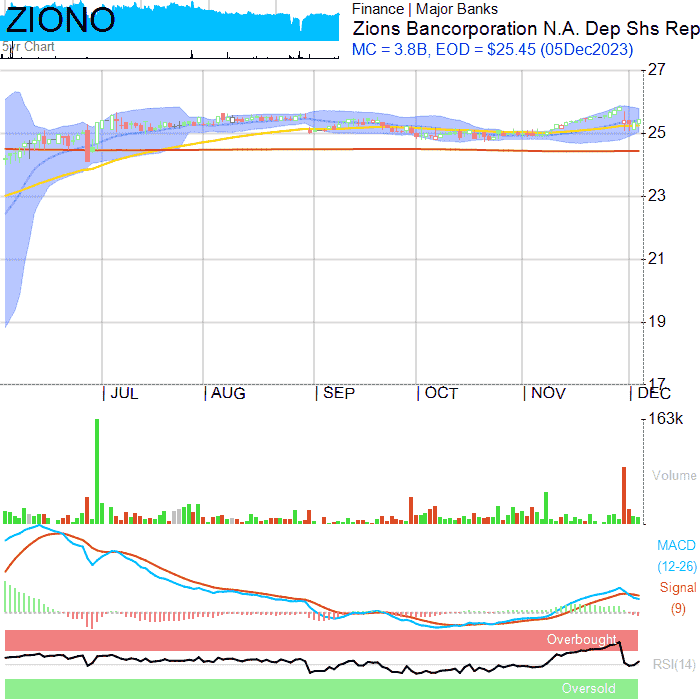 ZIONO
5yr Chart
Finance | Major Banks
Zions Bancorporation N.A. Dep Shs Rep
MC = 3.8B, EOD = $25.45 (05Dec2023)
27
25
23
21
19
17
JUL
AUG
SEP
OCT
NOV
DEC
163k
Volume
MACD
(12-26)
Signal
(9)
Overbought
RSI(14)
Oversold